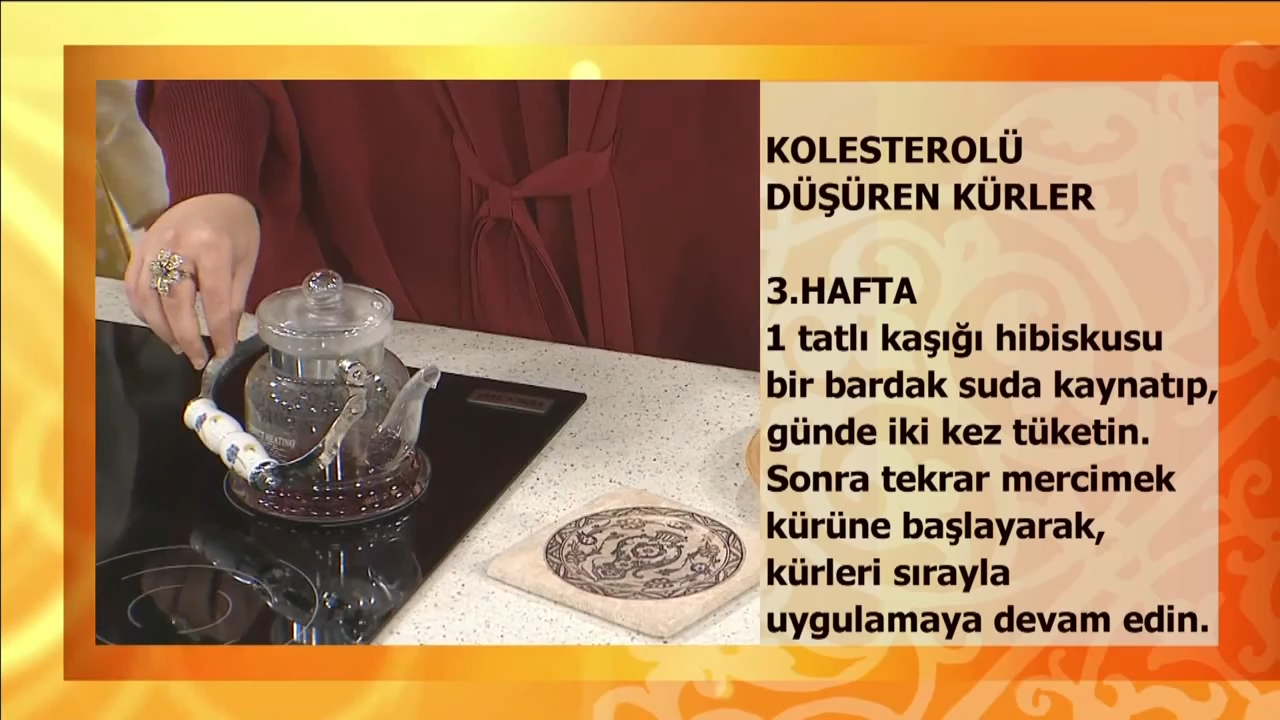 KOLESTEROLÜ
DÜŞÜREN KÜRLER
3.HAFTA
1 tatlı kaşığı hibiskusu
bir bardak suda kaynatıp,
günde iki kez tüketin.
Sonra tekrar mercimek
kürüne başlayarak,
kürleri sırayla
uygulamaya devam edin.